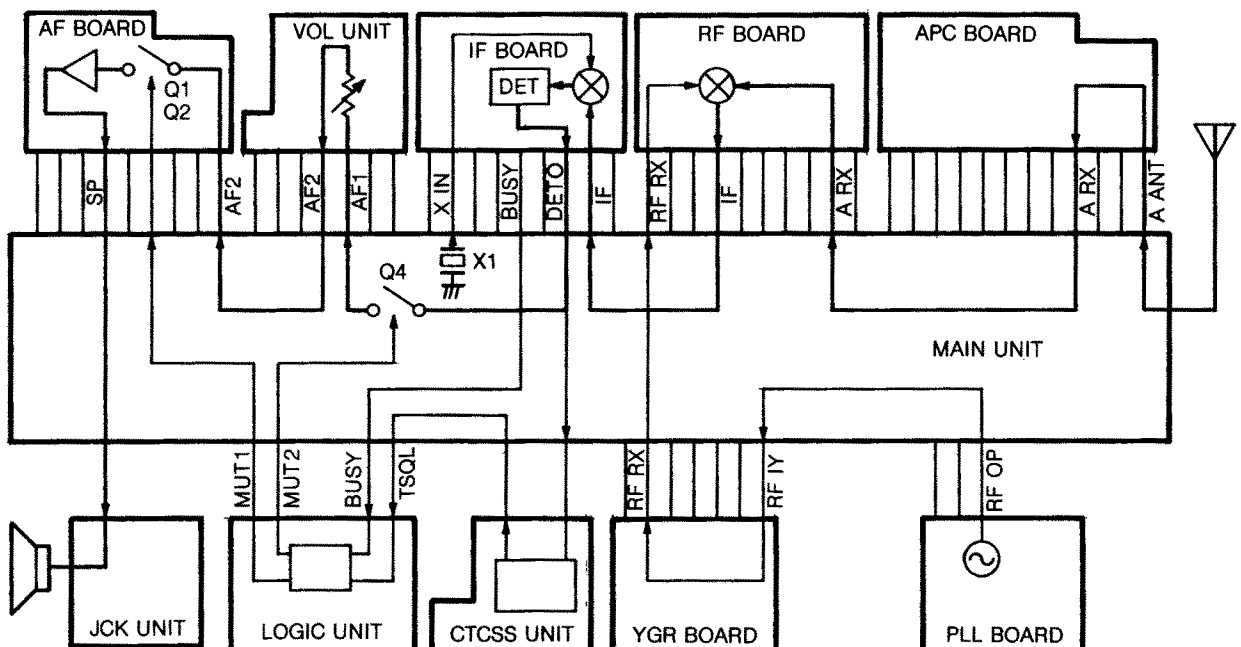 AF BOARD
VOL UNIT
IF BOARD
RF BOARD
APC BOARD
DET
Q1
Q2
SP
AF2
AF2
AF1
X IN
BUSY
DETO
IF
RF RX
IF
A RX
A RX
A ANT
X1
Q4
MAIN UNIT
MUT1
MUT2
BUSY
TSQL
RF RX
RF IY
RF OP
JCK UNIT
LOGIC UNIT
CTCSS UNIT
YGR BOARD
PLL BOARD